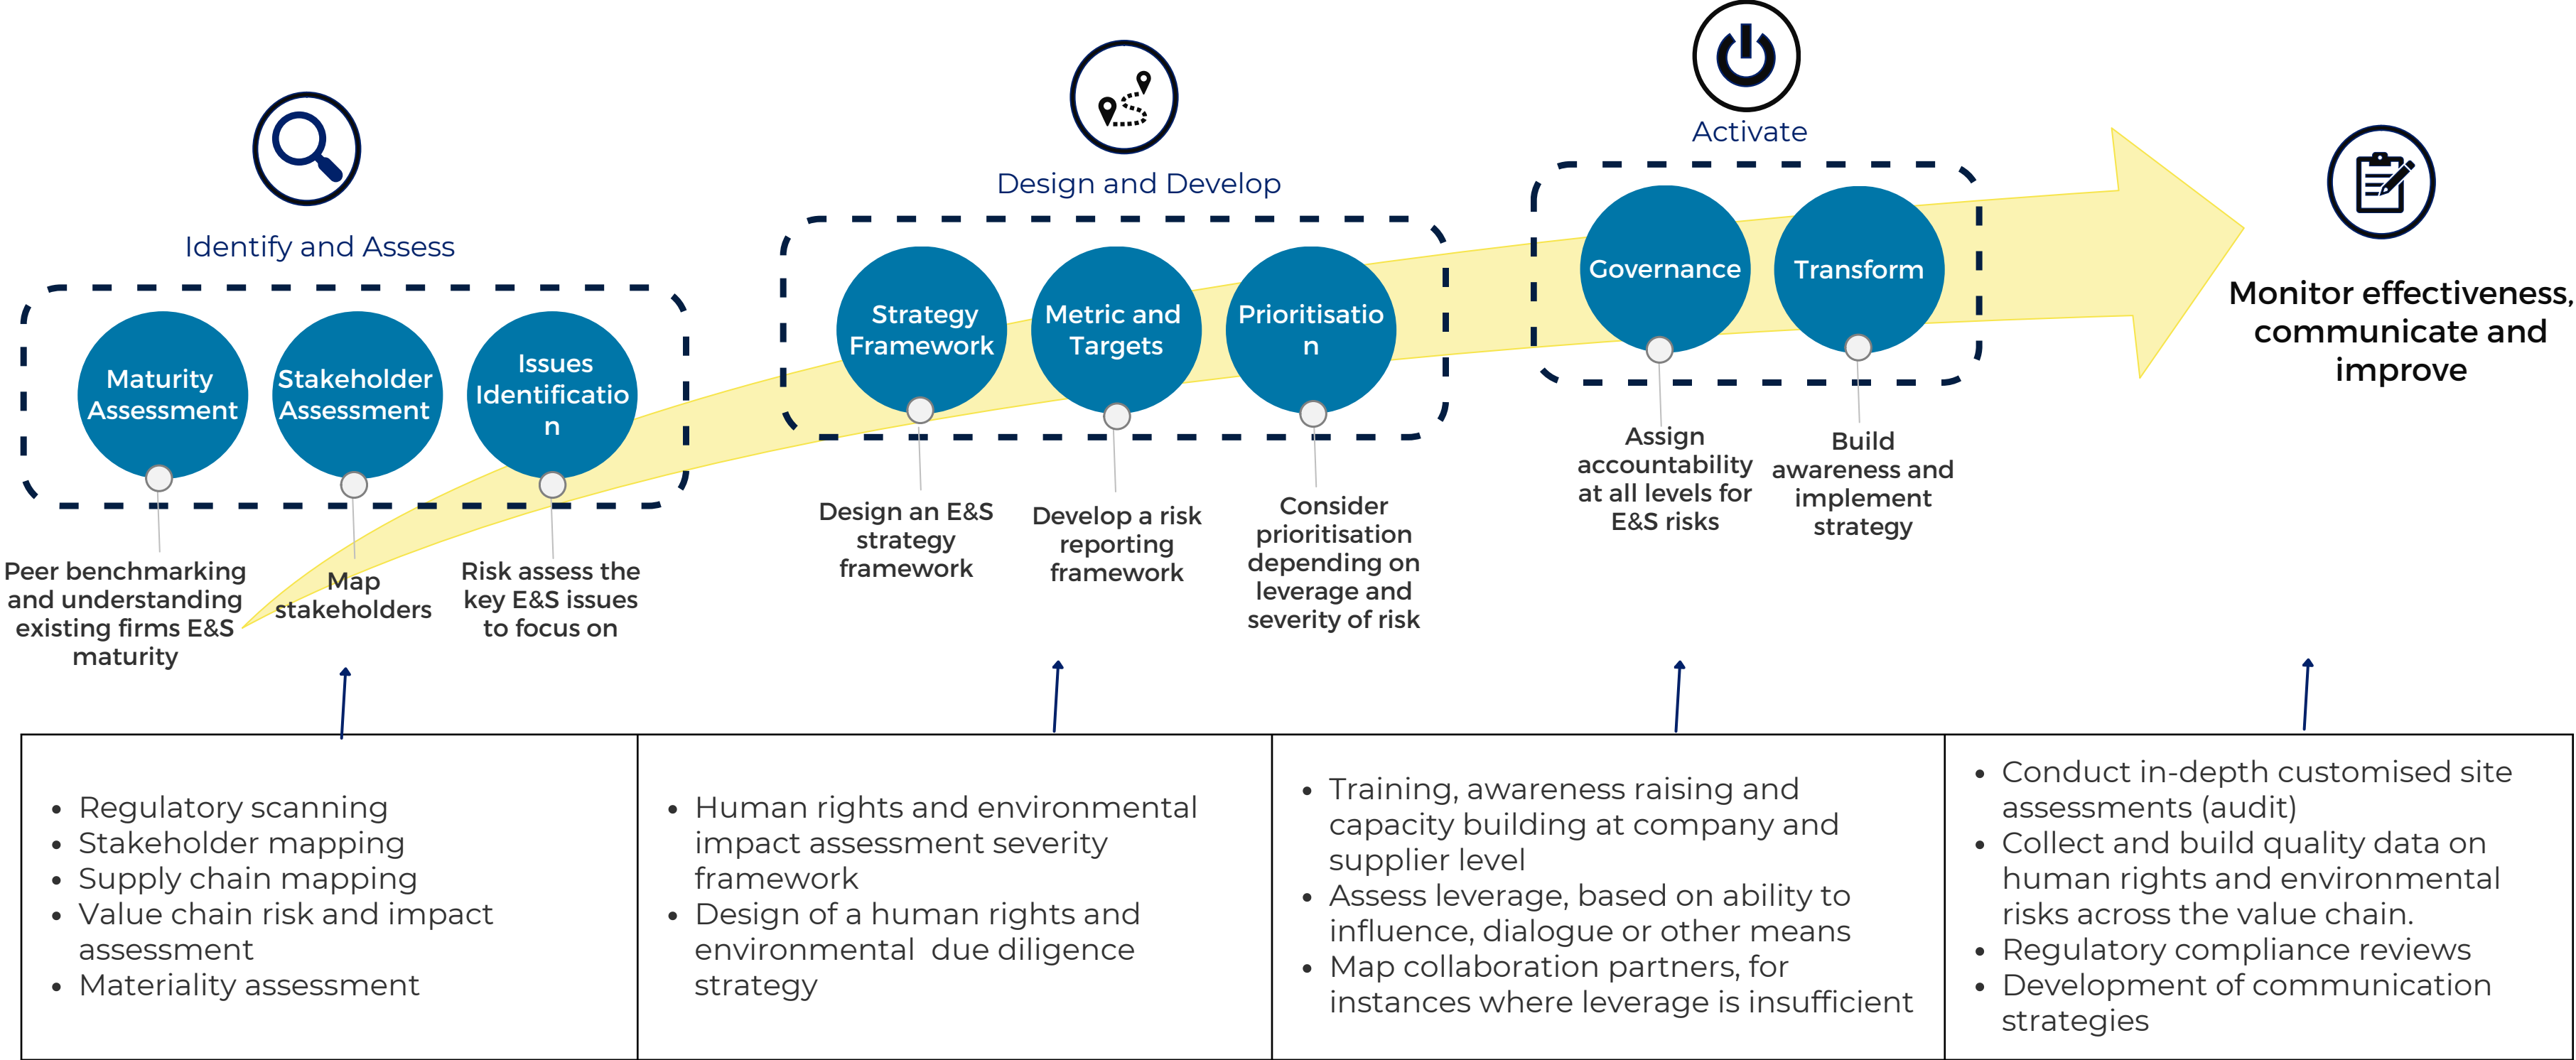 Identify and Assess
Maturity
Assessment
Stakeholder
Assessment
Issues
Identificatio
n
Peer benchmarking
and understanding
existing firms E&S
maturity
Map
stakeholders
Risk assess the
key E&S issues
to focus on
Design and Develop
Strategy
Framework
Metric and
Targets
Prioritisatio
n
Design an E&S
strategy
framework
Develop a risk
reporting
framework
Consider
prioritisation
depending on
leverage and
severity of risk
Activate
Governance
Transform
Assign
accountability
at all levels for
E&S risks
Build
awareness and
implement
strategy
Monitor effectiveness,
communicate and
improve
• Regulatory scanning
• Stakeholder mapping
• Supply chain mapping
• Value chain risk and impact
assessment
• Materiality assessment
• Human rights and environmental
impact assessment severity
framework
• Design of a human rights and
environmental due diligence
strategy
• Training, awareness raising and
capacity building at company and
supplier level
• Assess leverage, based on ability to
influence, dialogue or other means
• Map collaboration partners, for
instances where leverage is insufficient
• Conduct in-depth customised site
assessments (audit)
• Collect and build quality data on
human rights and environmental
risks across the value chain.
• Regulatory compliance reviews
• Development of communication
strategies